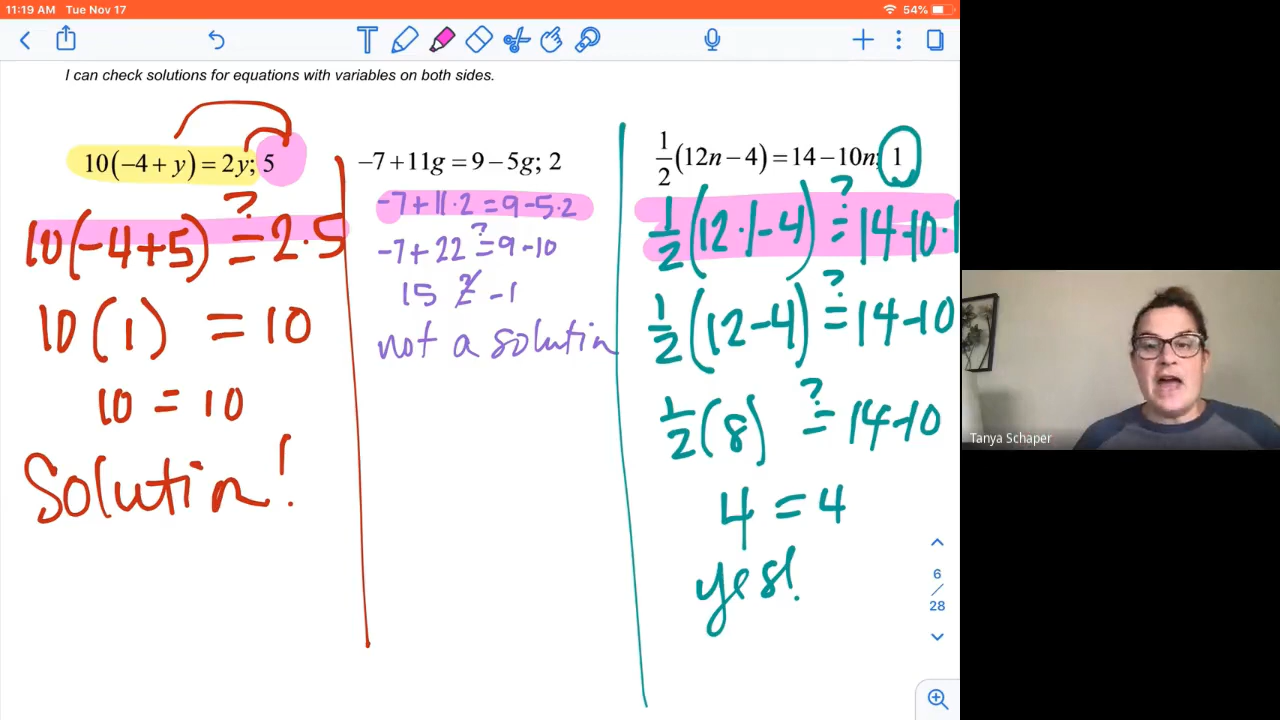 11:19 AM Tue Nov 17
54%
I can check solutions for equations with variables on both sides.
10(−4 + y) = 2y; 5
10(-4+5) ?= 2·5
10(1) = 10
10 = 10
Solution!
−7 + 11g = 9 − 5g; 2
-7+11·2 = 9-5·2
-7+22 ?= 9-10
15 ≠ -1
not a solution
1/2(12n − 4) = 14 − 10n; 1
1/2(12·1-4) ?= 14-10·1
1/2(12-4) ?= 14-10
1/2(8) ?= 14-10
4 = 4
yes!
6
/
28
Tanya Schaper